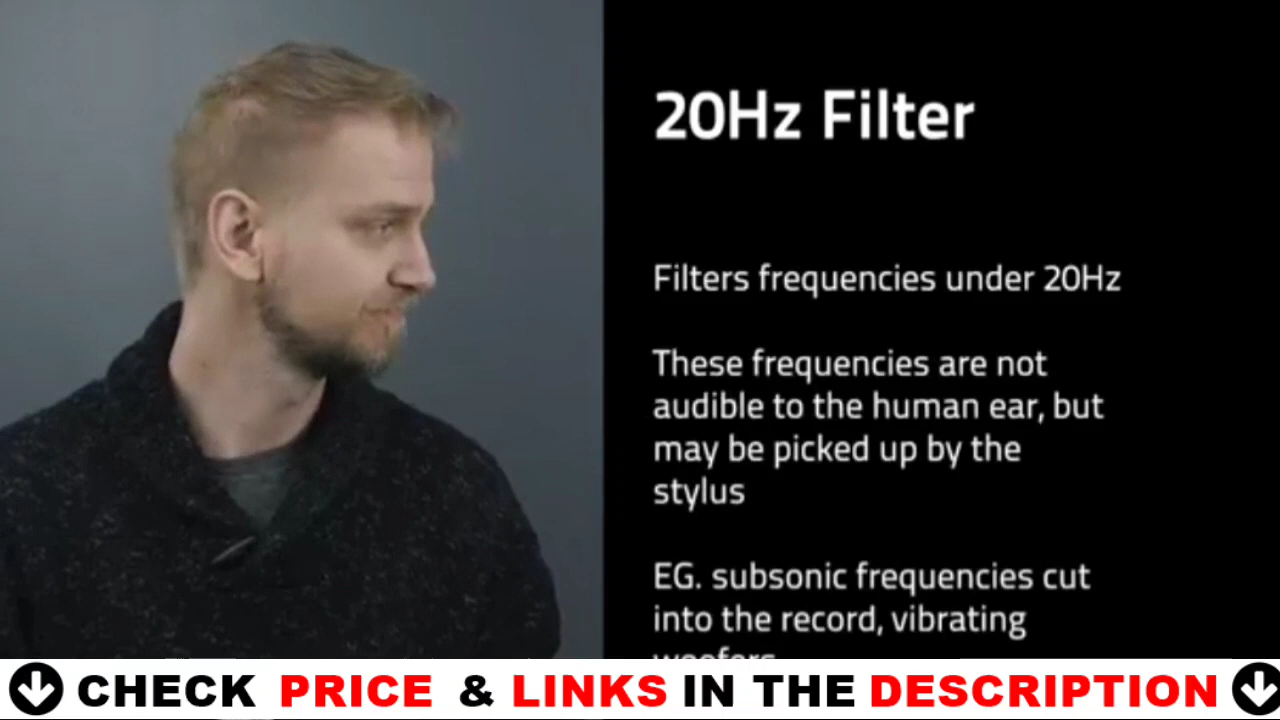 20Hz Filter
Filters frequencies under 20Hz
These frequencies are not
audible to the human ear, but
may be picked up by the
stylus
EG. subsonic frequencies cut
into the record, vibrating
woofers
CHECK PRICE & LINKS IN THE DESCRIPTION